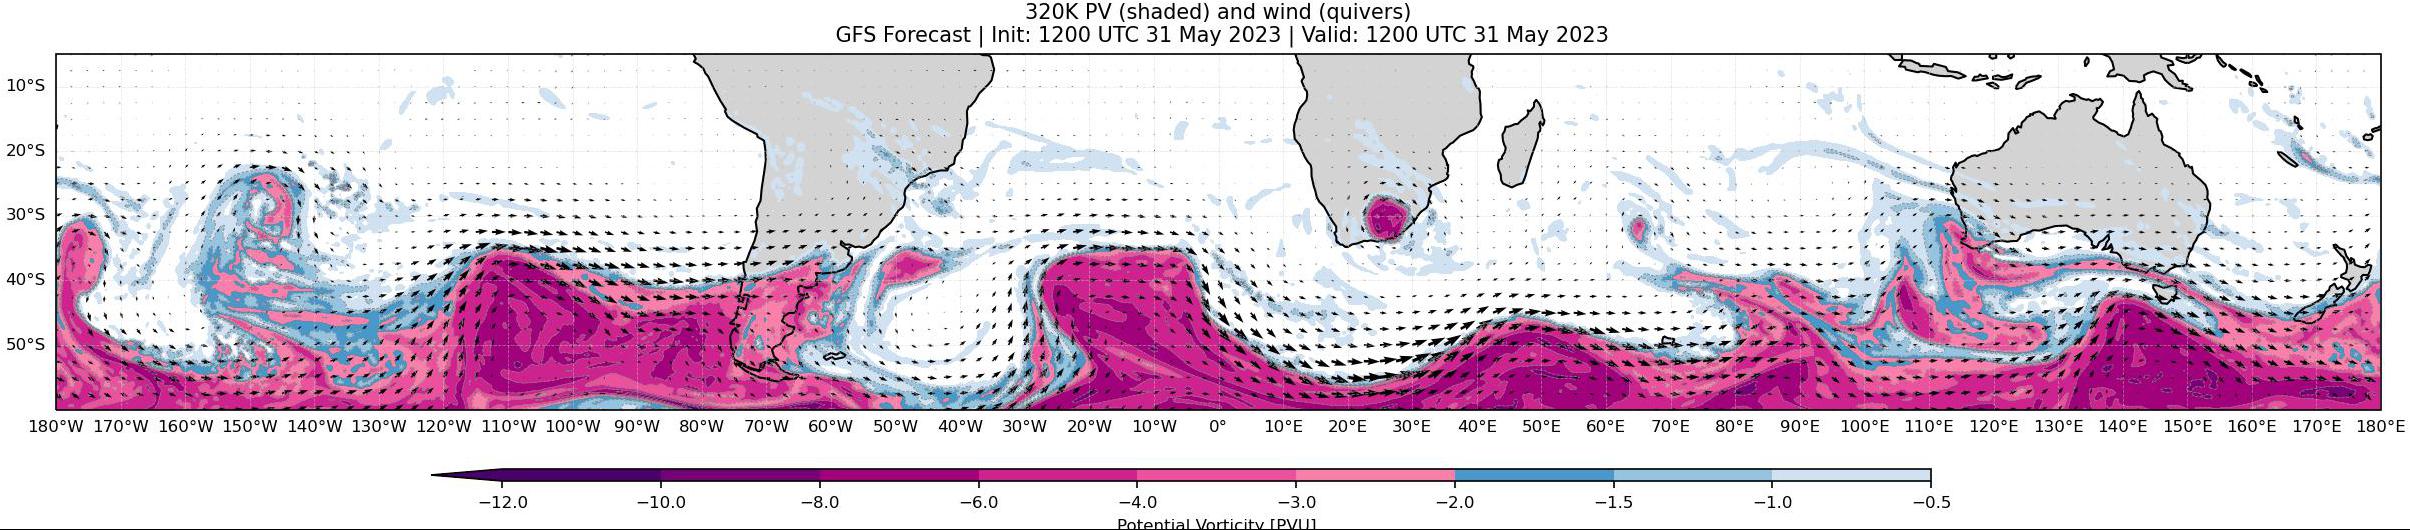 320K PV (shaded) and wind (quivers)
GFS Forecast | Init: 1200 UTC 31 May 2023 | Valid: 1200 UTC 31 May 2023
10°S
20°S
30°S
40°S
50°S
180°W 170°W 160°W 150°W 140°W 130°W 120°W 110°W 100°W 90°W 80°W 70°W 60°W 50°W 40°W 30°W 20°W 10°W 0° 10°E 20°E 30°E 40°E 50°E 60°E 70°E 80°E 90°E 100°E 110°E 120°E 130°E 140°E 150°E 160°E 170°E 180°E
−12.0 −10.0 −8.0 −6.0 −4.0 −3.0 −2.0 −1.5 −1.0 −0.5
Potential Vorticity [PVU]